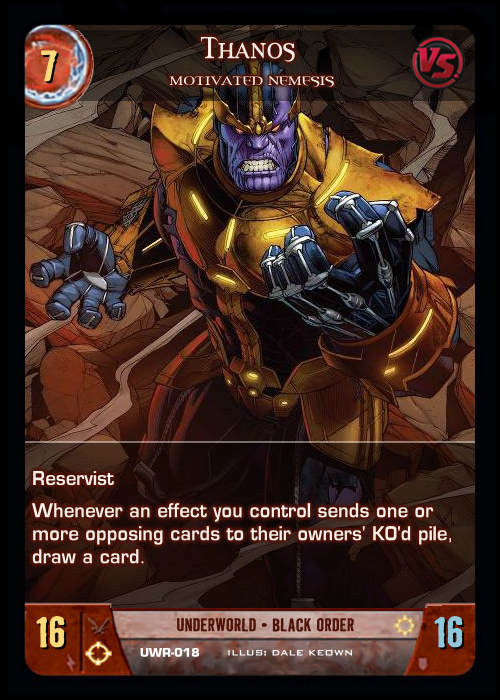 7
THANOS
VS
MOTIVATED NEMESIS
Reservist
Whenever an effect you control sends one or
more opposing cards to their owners' KO'd pile,
draw a card.
16
UNDERWORLD • BLACK ORDER
16
UWR-018 ILLUS: DALE KEOWN